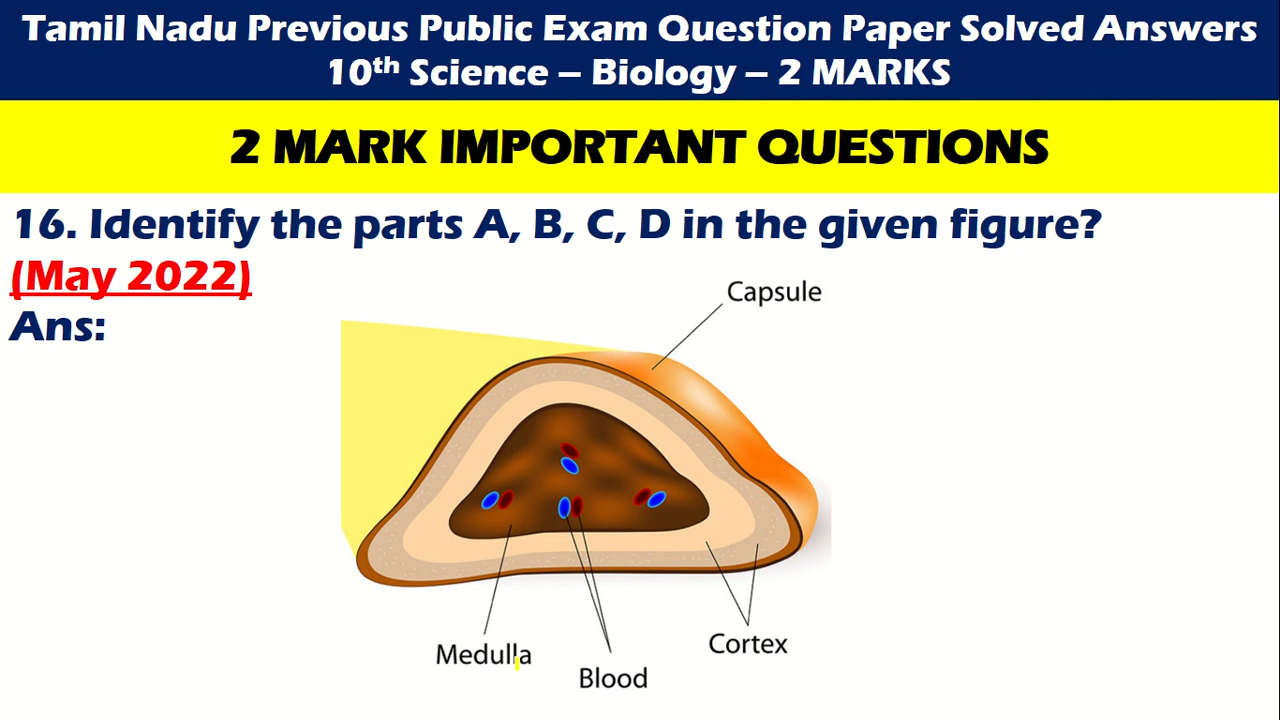 Tamil Nadu Previous Public Exam Question Paper Solved Answers
10th Science – Biology – 2 MARKS
2 MARK IMPORTANT QUESTIONS
16. Identify the parts A, B, C, D in the given figure?
(May 2022)
Ans:
Capsule
Medulla
Cortex
Blood